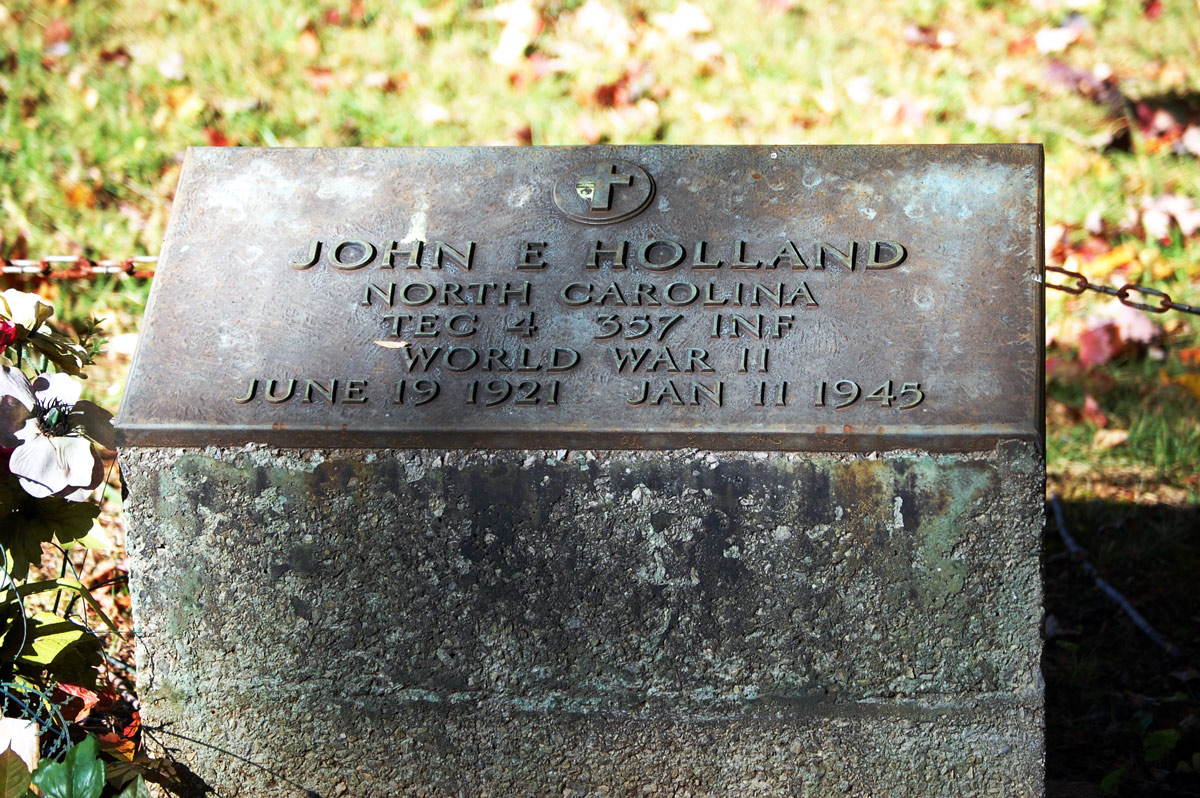 JOHN E HOLLAND
NORTH CAROLINA
TEC 4 357 INF
WORLD WAR II
JUNE 19 1921 JAN 11 1945